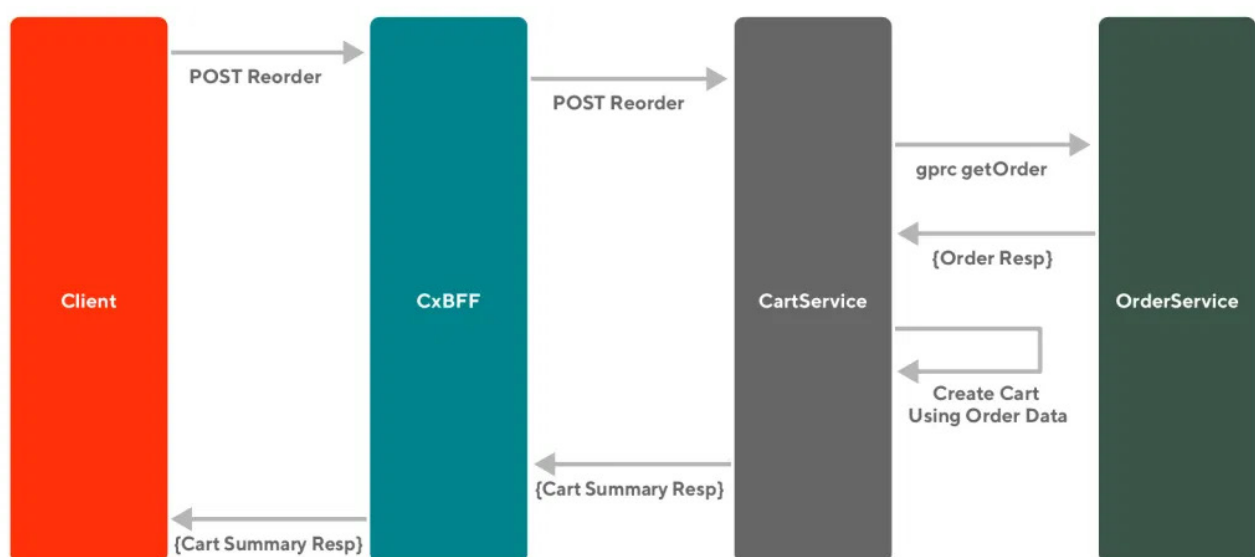 POST Reorder
POST Reorder
gprc getOrder
{Order Resp}
Client
CxBFF
CartService
OrderService
Create Cart
Using Order Data
{Cart Summary Resp}
{Cart Summary Resp}